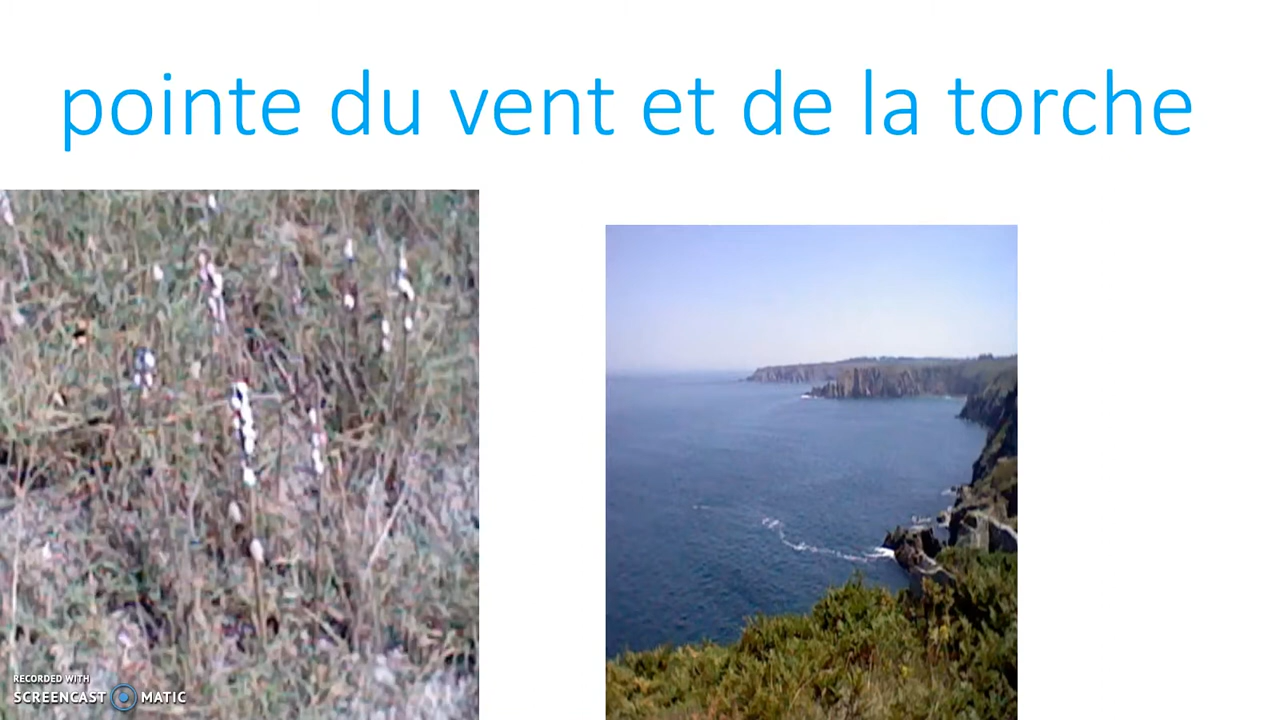 pointe du vent et de la torche
RECORDED WITH
SCREENCAST MATIC